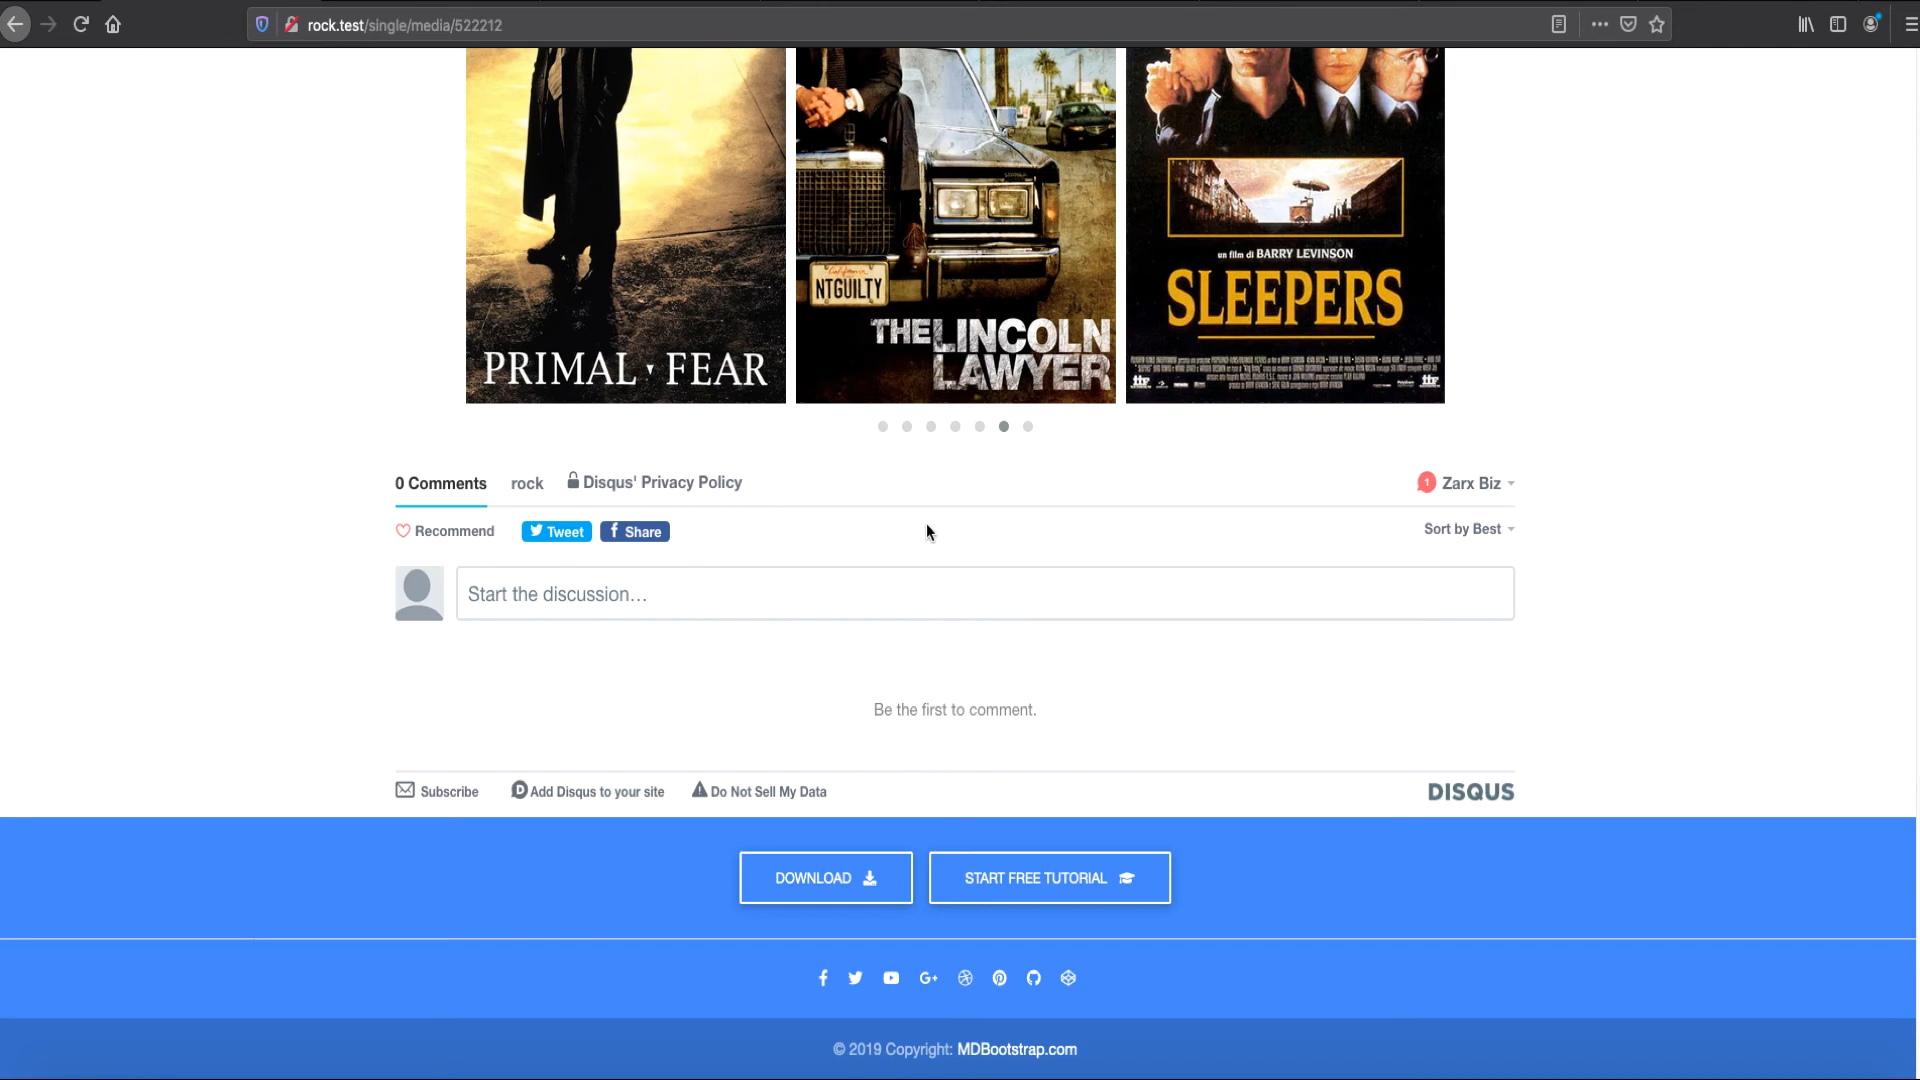 rock.test/single/media/522212
PRIMAL FEAR
California
NTGUILTY
THE LINCOLN
LAWYER
un film di BARRY LEVINSON
SLEEPERS
0 Comments rock Disqus' Privacy Policy 1 Zarx Biz
Recommend Tweet f Share Sort by Best
Start the discussion...
Be the first to comment.
Subscribe D Add Disqus to your site Do Not Sell My Data DISQUS
DOWNLOAD START FREE TUTORIAL
f G+
© 2019 Copyright: MDBootstrap.com